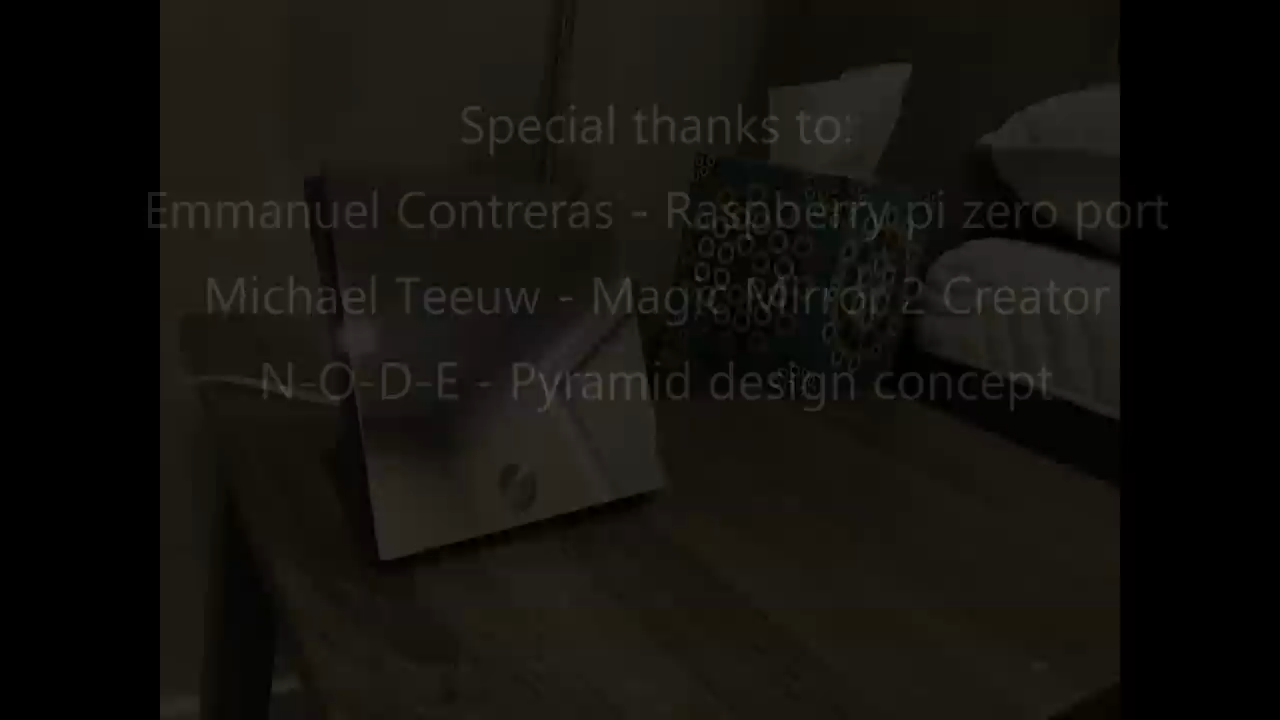 Special thanks to:
Emmanuel Contreras - Raspberry pi zero port
Michael Teeuw - Magic Mirror 2 Creator
N-O-D-E - Pyramid design concept